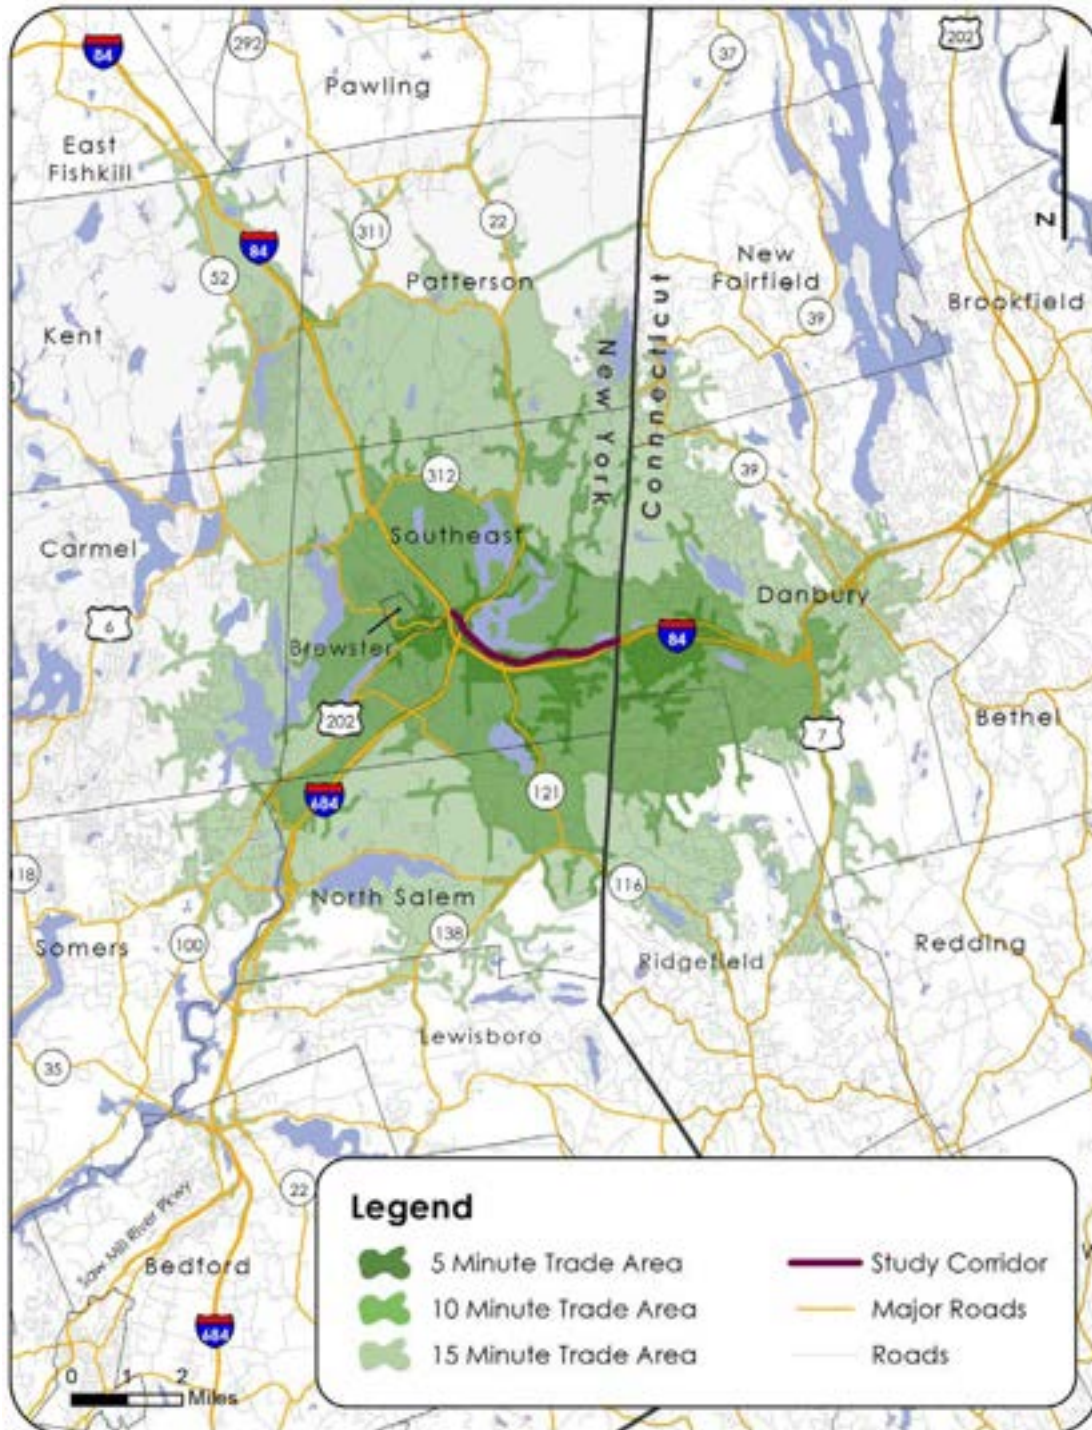 84
292
Pawling
37
202
East
Fishkill
N
22
311
84
52
New
Fairfield
Patterson
Brookfield
39
Kent
New York
Connnecticut
312
39
Southeast
Carmel
Danbury
6
84
Brewster
202
Bethel
7
684
121
118
116
North Salem
138
Somers
100
Redding
Ridgefield
Lewisboro
35
22
Saw Mill River Pkwy
Bedford
684
0 1 2
Miles
Legend
5 Minute Trade Area
10 Minute Trade Area
15 Minute Trade Area
Study Corridor
Major Roads
Roads